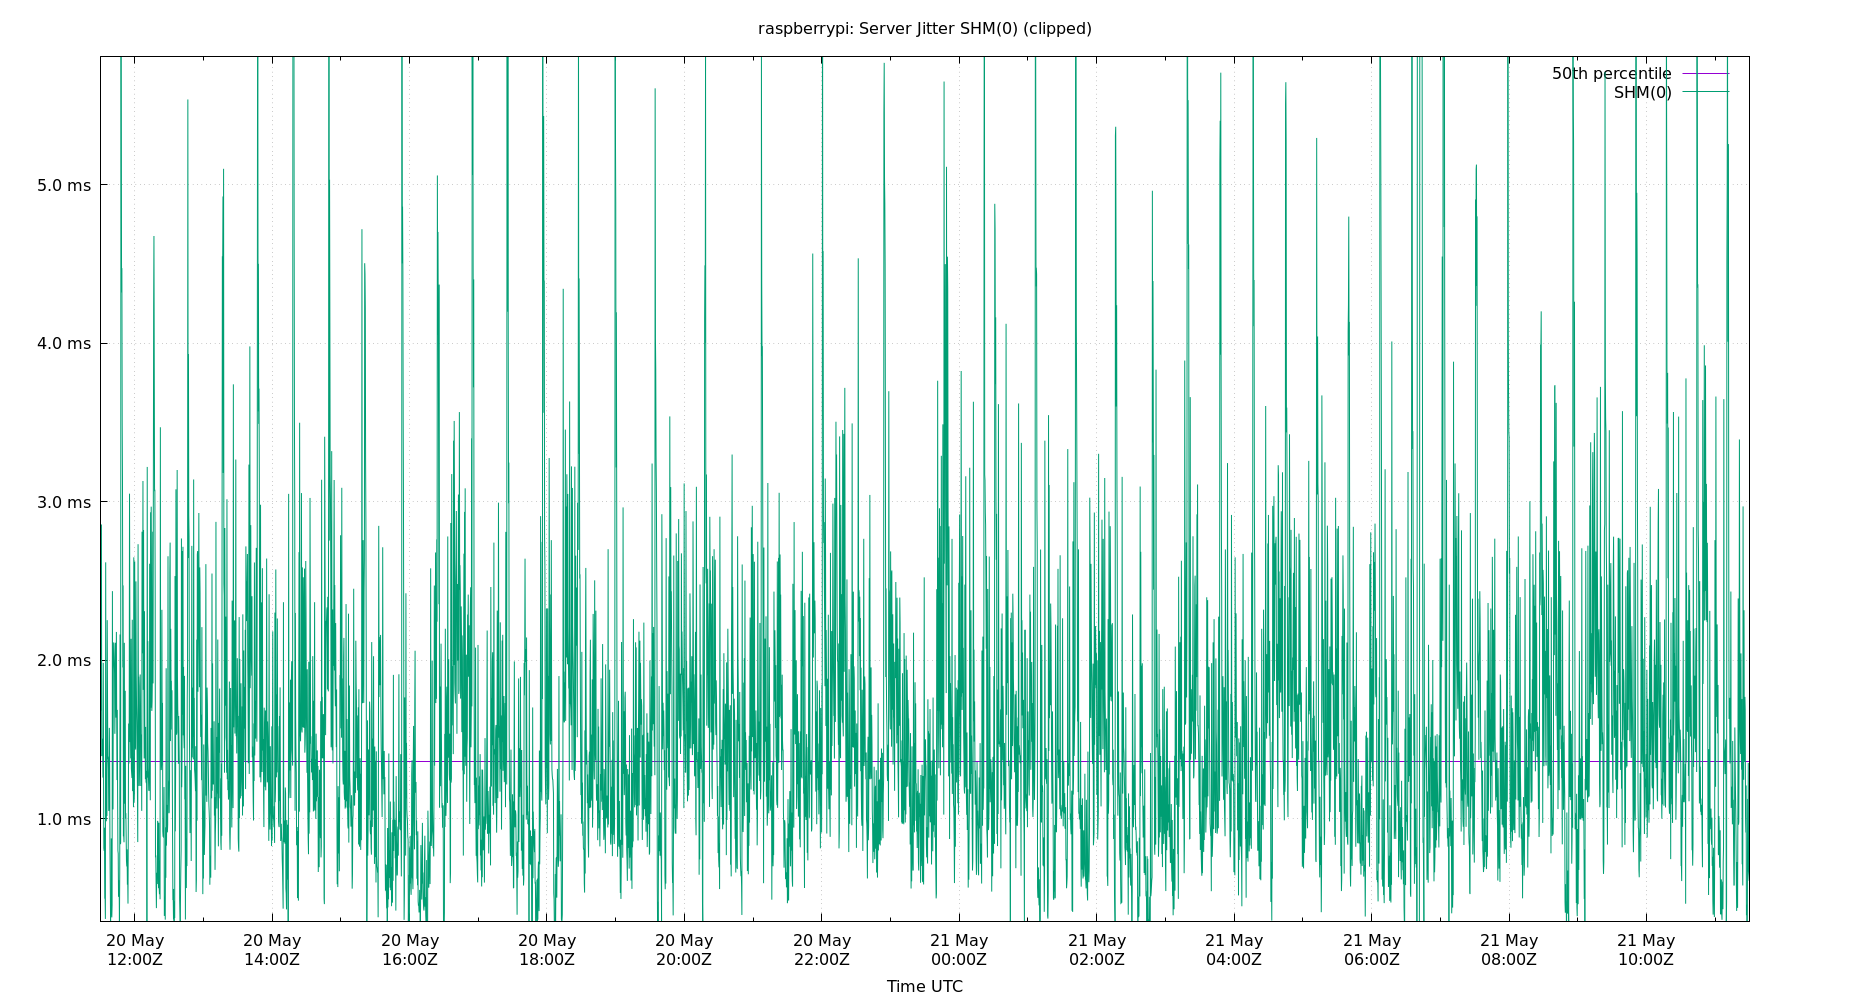 raspberrypi: Server Jitter SHM(0) (clipped)
50th percentile
SHM(0)
5.0 ms
4.0 ms
3.0 ms
2.0 ms
1.0 ms
20 May 20 May 20 May 20 May 20 May 20 May 21 May 21 May 21 May 21 May 21 May 21 May
12:00Z 14:00Z 16:00Z 18:00Z 20:00Z 22:00Z 00:00Z 02:00Z 04:00Z 06:00Z 08:00Z 10:00Z
Time UTC